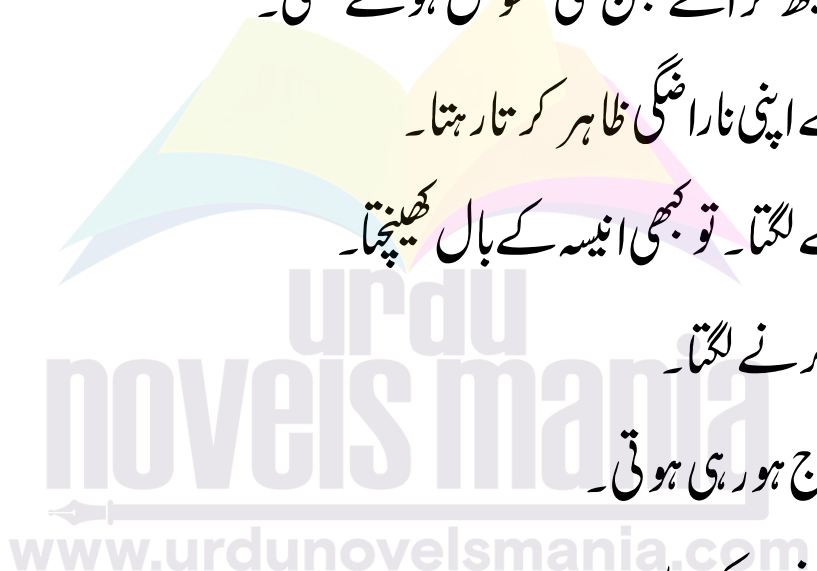 اپنی ناراضگی ظاہر کرتا رہتا۔
لگتا۔ تو کبھی انیسہ کے بال کھینچتا۔
نے لگتا۔
ہو رہی ہوتی۔
urdu
novels mania
www.urdunovelsmania.com